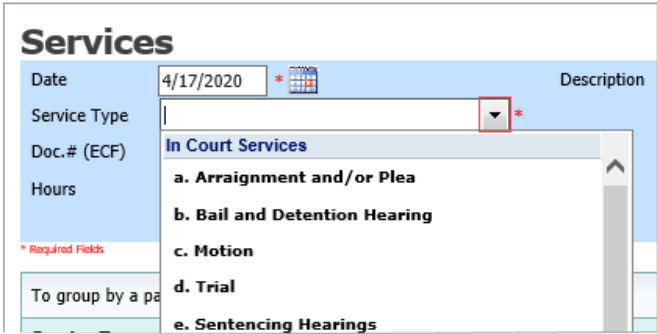 Services
Date 4/17/2020 * Description
Service Type *
In Court Services
Doc.# (ECF)
a. Arraignment and/or Plea
Hours
b. Bail and Detention Hearing
* Required Fields
c. Motion
d. Trial
To group by a pa
e. Sentencing Hearings